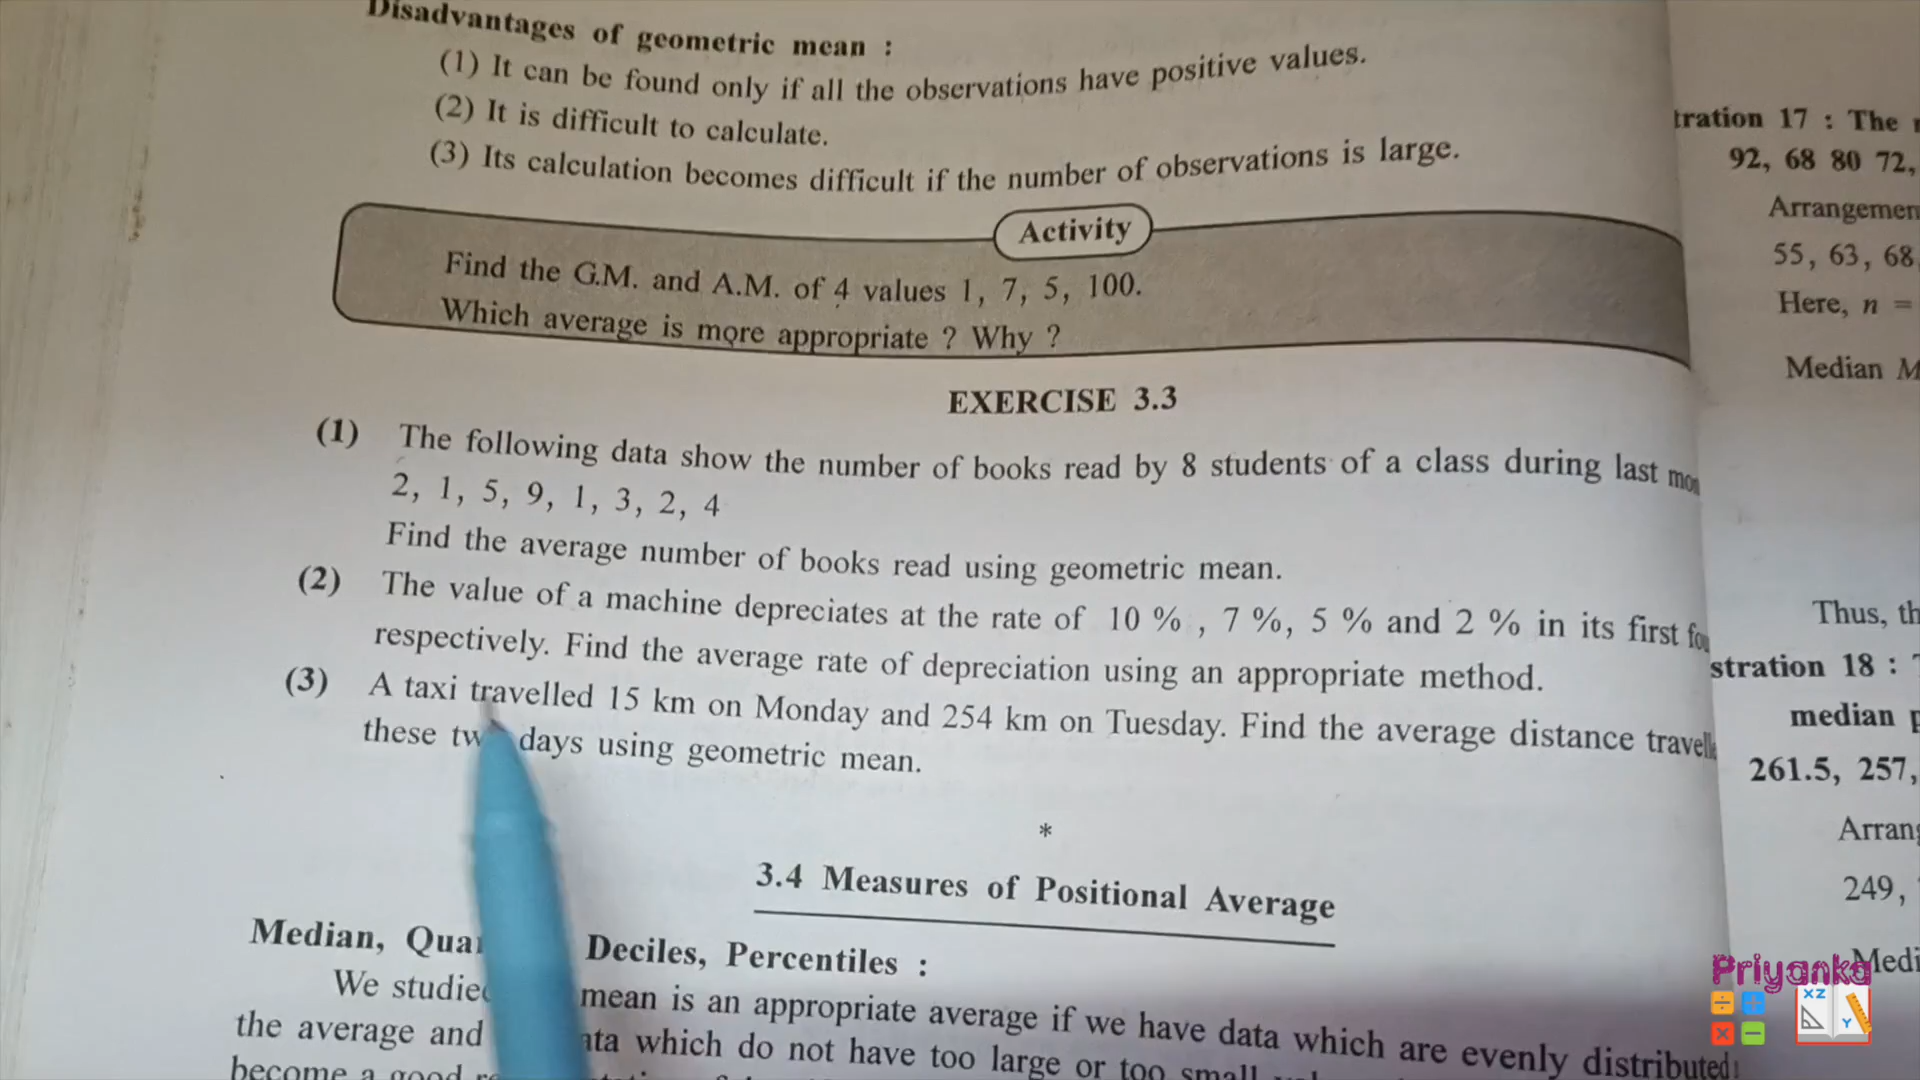 Disadvantages of geometric mean :
(1) It can be found only if all the observations have positive values.
(2) It is difficult to calculate.
(3) Its calculation becomes difficult if the number of observations is large.
Activity
Find the G.M. and A.M. of 4 values 1, 7, 5, 100.
Which average is more appropriate ? Why ?
EXERCISE 3.3
(1) The following data show the number of books read by 8 students of a class during last
2, 1, 5, 9, 1, 3, 2, 4
Find the average number of books read using geometric mean.
(2) The value of a machine depreciates at the rate of 10 % , 7 %, 5 % and 2 % in its first
respectively. Find the average rate of depreciation using an appropriate method.
(3) A taxi travelled 15 km on Monday and 254 km on Tuesday. Find the average distance
these days using geometric mean.
*
3.4 Measures of Positional Average
Median, Deciles, Percentiles :
We mean is an appropriate average if we have data which are evenly distributed
the average and which do not have too large or too small
become a good
tration 17 : The
92, 68 80 72,
55, 63, 68
Here, n =
Median M
Thus,
stration 18 :
median
261.5, 257,
249,
Priyanka
XZ
Y